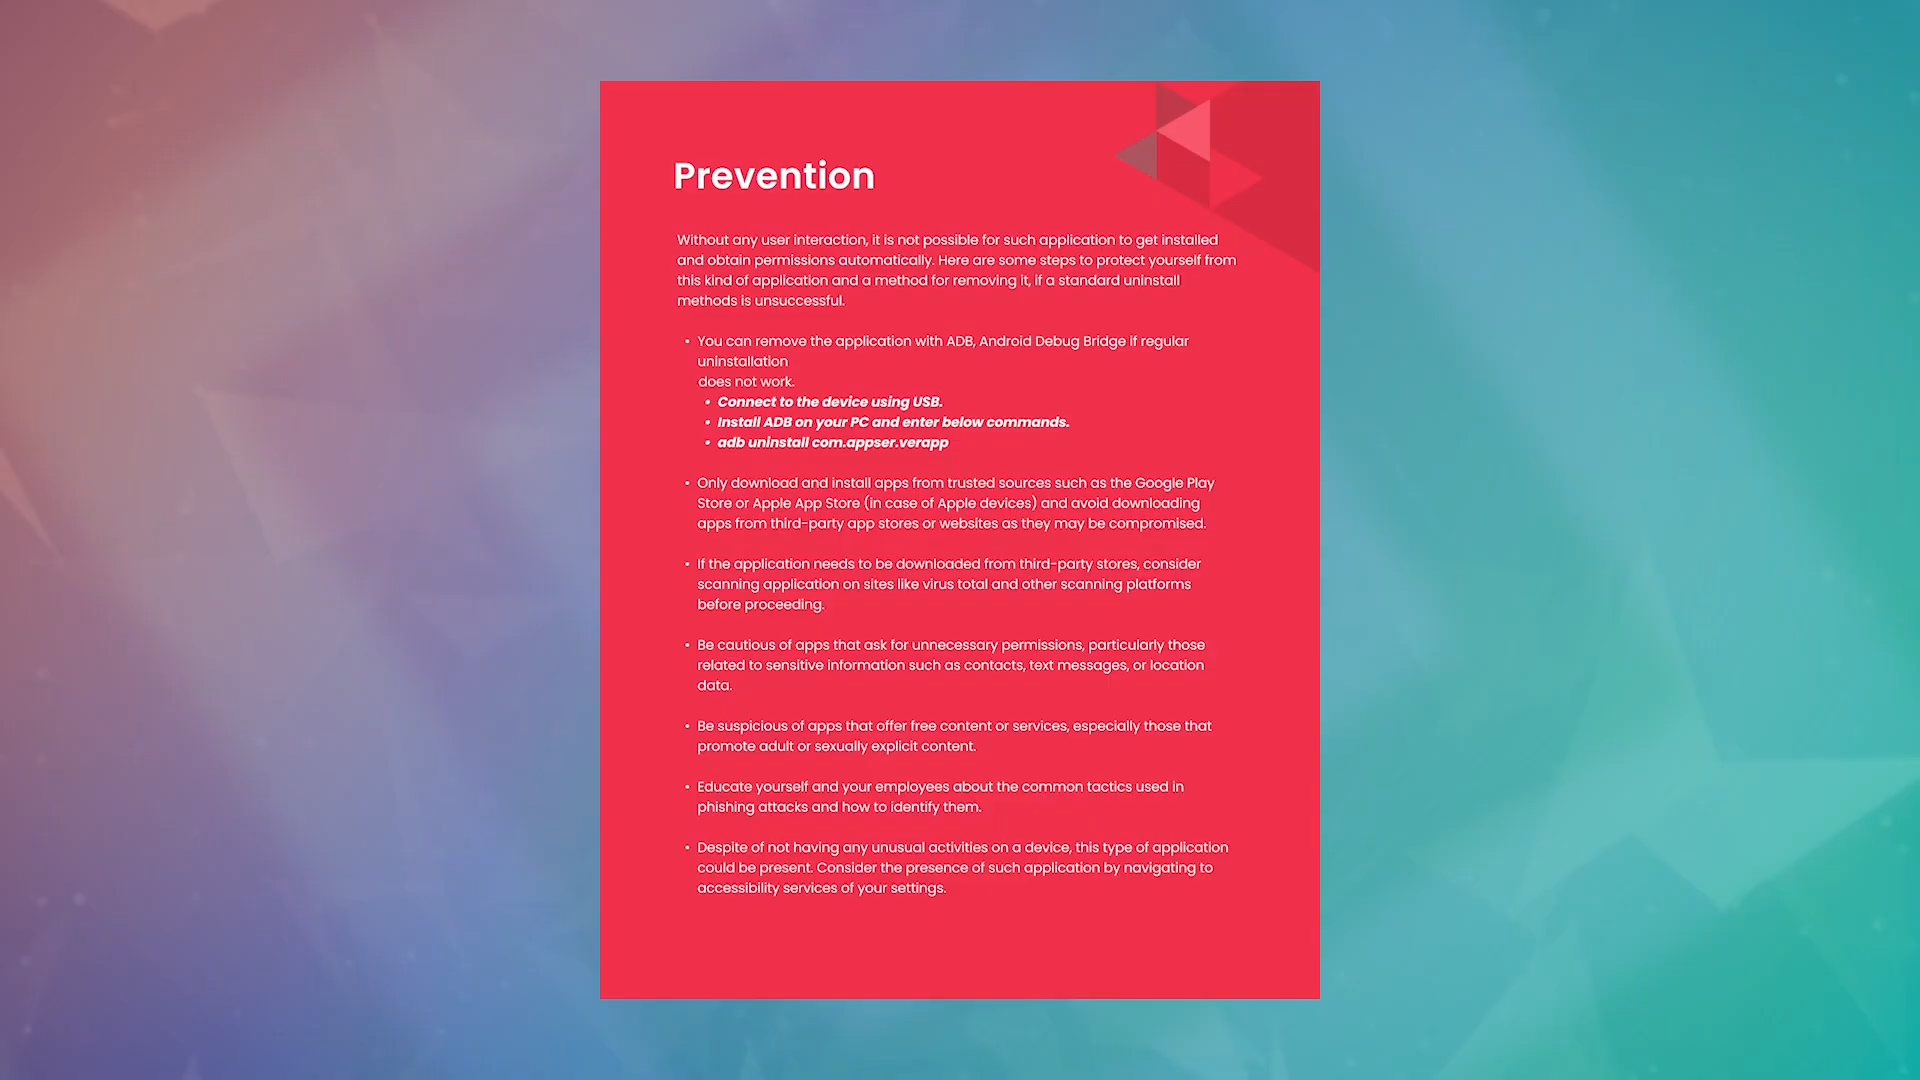 Prevention
Without any user interaction, it is not possible for such application to get installed
and obtain permissions automatically. Here are some steps to protect yourself from
this kind of application and a method for removing it, if a standard uninstall
methods is unsuccessful.
• You can remove the application with ADB, Android Debug Bridge if regular
uninstallation
does not work.
• Connect to the device using USB.
• Install ADB on your PC and enter below commands.
• adb uninstall com.appser.verapp
• Only download and install apps from trusted sources such as the Google Play
Store or Apple App Store (in case of Apple devices) and avoid downloading
apps from third-party app stores or websites as they may be compromised.
• If the application needs to be downloaded from third-party stores, consider
scanning application on sites like virus total and other scanning platforms
before proceeding.
• Be cautious of apps that ask for unnecessary permissions, particularly those
related to sensitive information such as contacts, text messages, or location
data.
• Be suspicious of apps that offer free content or services, especially those that
promote adult or sexually explicit content.
• Educate yourself and your employees about the common tactics used in
phishing attacks and how to identify them.
• Despite of not having any unusual activities on a device, this type of application
could be present. Consider the presence of such application by navigating to
accessibility services of your settings.